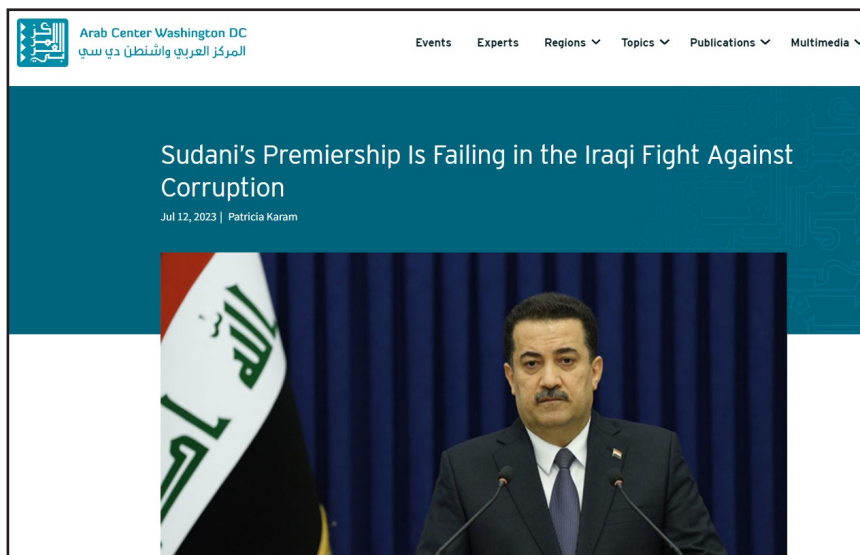 Arab Center Washington DC
المركز العربي واشنطن دي سي
Events Experts Regions Topics Publications Multimedia
Sudani's Premiership Is Failing in the Iraqi Fight Against
Corruption
Jul 12, 2023 | Patricia Karam
الله